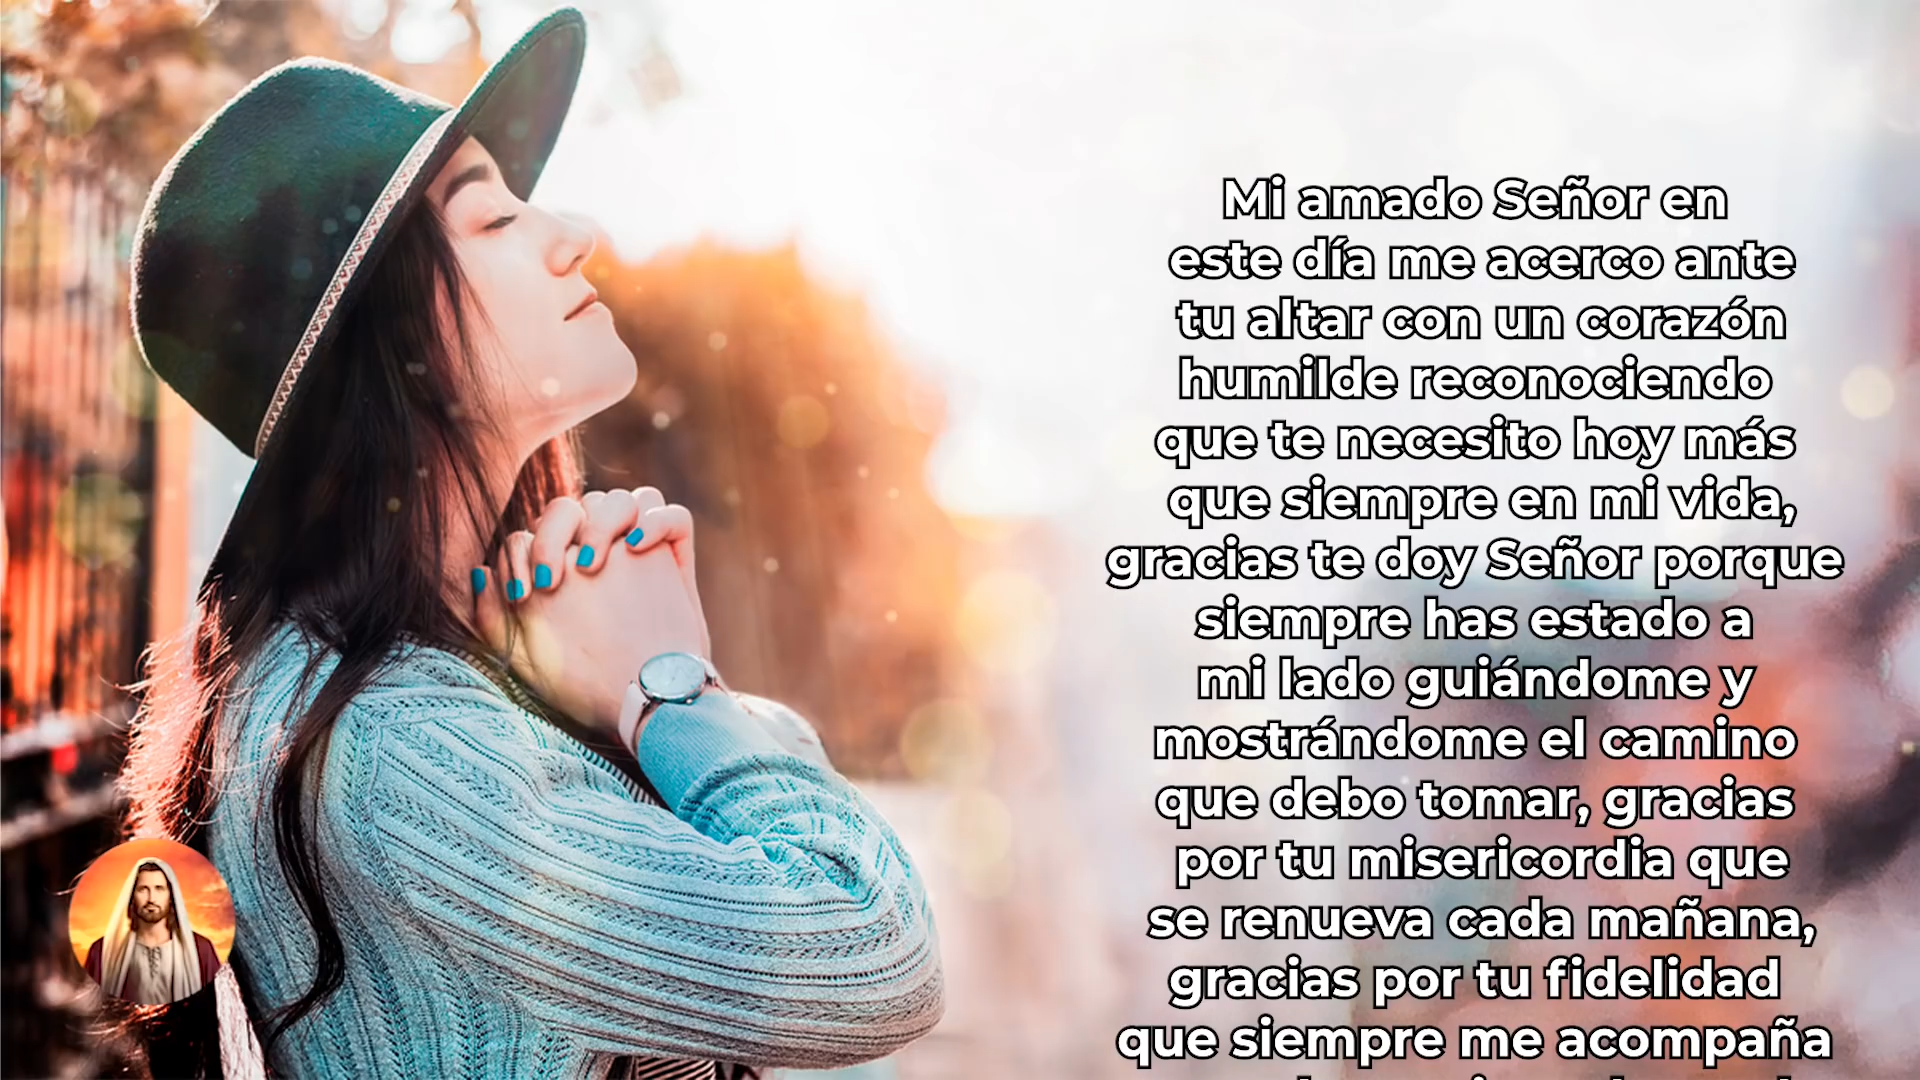 Mi amado Señor en
este día me acerco ante
tu altar con un corazón
humilde reconociendo
que te necesito hoy más
que siempre en mi vida,
gracias te doy Señor porque
siempre has estado a
mi lado guiándome y
mostrándome el camino
que debo tomar, gracias
por tu misericordia que
se renueva cada mañana,
gracias por tu fidelidad
que siempre me acompaña